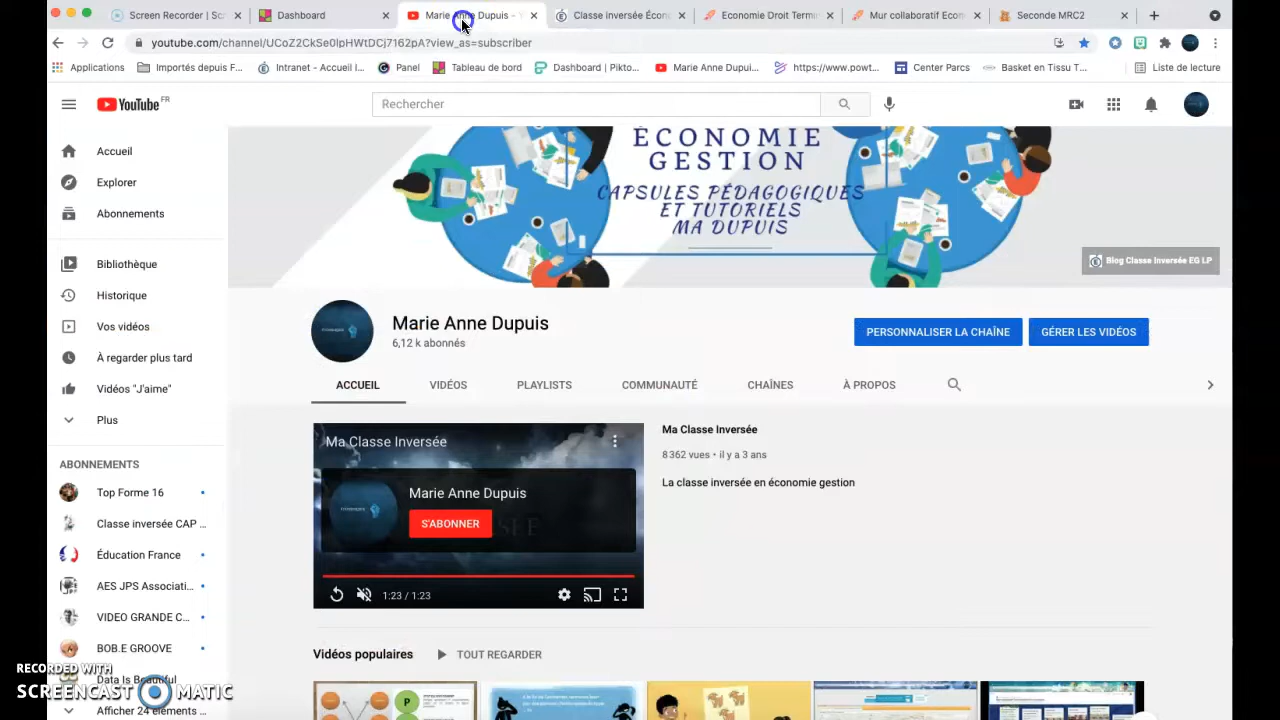 Screen Recorder | Scr
Dashboard
Marie Anne Dupuis - Y
Classe inversée Écono
Economie Droit Termin
Mur collaboratif Econo
Seconde MRC2
youtube.com/channel/UCoZ2CkSe0IpHWtDCj7162pA?view_as=subscriber
Applications
Importés depuis F...
Intranet - Accueil I...
Panel
Tableau de bord
Dashboard | Pikto...
Marie Anne Dupui...
https://www.powt...
Center Parcs
Basket en Tissu T...
Liste de lecture
YouTube FR
Rechercher
Accueil
Explorer
Abonnements
Bibliothèque
Historique
Vos vidéos
À regarder plus tard
Vidéos "J'aime"
Plus
ABONNEMENTS
Top Forme 16
Classe inversée CAP ...
Éducation France
AES JPS Associati...
VIDEO GRANDE C...
BOB.E GROOVE
Data Is Beautiful
Afficher 24 éléments ...
ÉCONOMIE
GESTION
CAPSULES PÉDAGOGIQUES
ET TUTORIELS
MA DUPUIS
Blog Classe Inversée EG LP
Marie Anne Dupuis
6,12 k abonnés
PERSONNALISER LA CHAÎNE
GÉRER LES VIDÉOS
ACCUEIL
VIDÉOS
PLAYLISTS
COMMUNAUTÉ
CHAÎNES
À PROPOS
Ma Classe Inversée
Marie Anne Dupuis
S'ABONNER
1:23 / 1:23
Ma Classe Inversée
8 362 vues • il y a 3 ans
La classe inversée en économie gestion
Vidéos populaires
TOUT REGARDER
P
RECORDED WITH
SCREENCAST MATIC